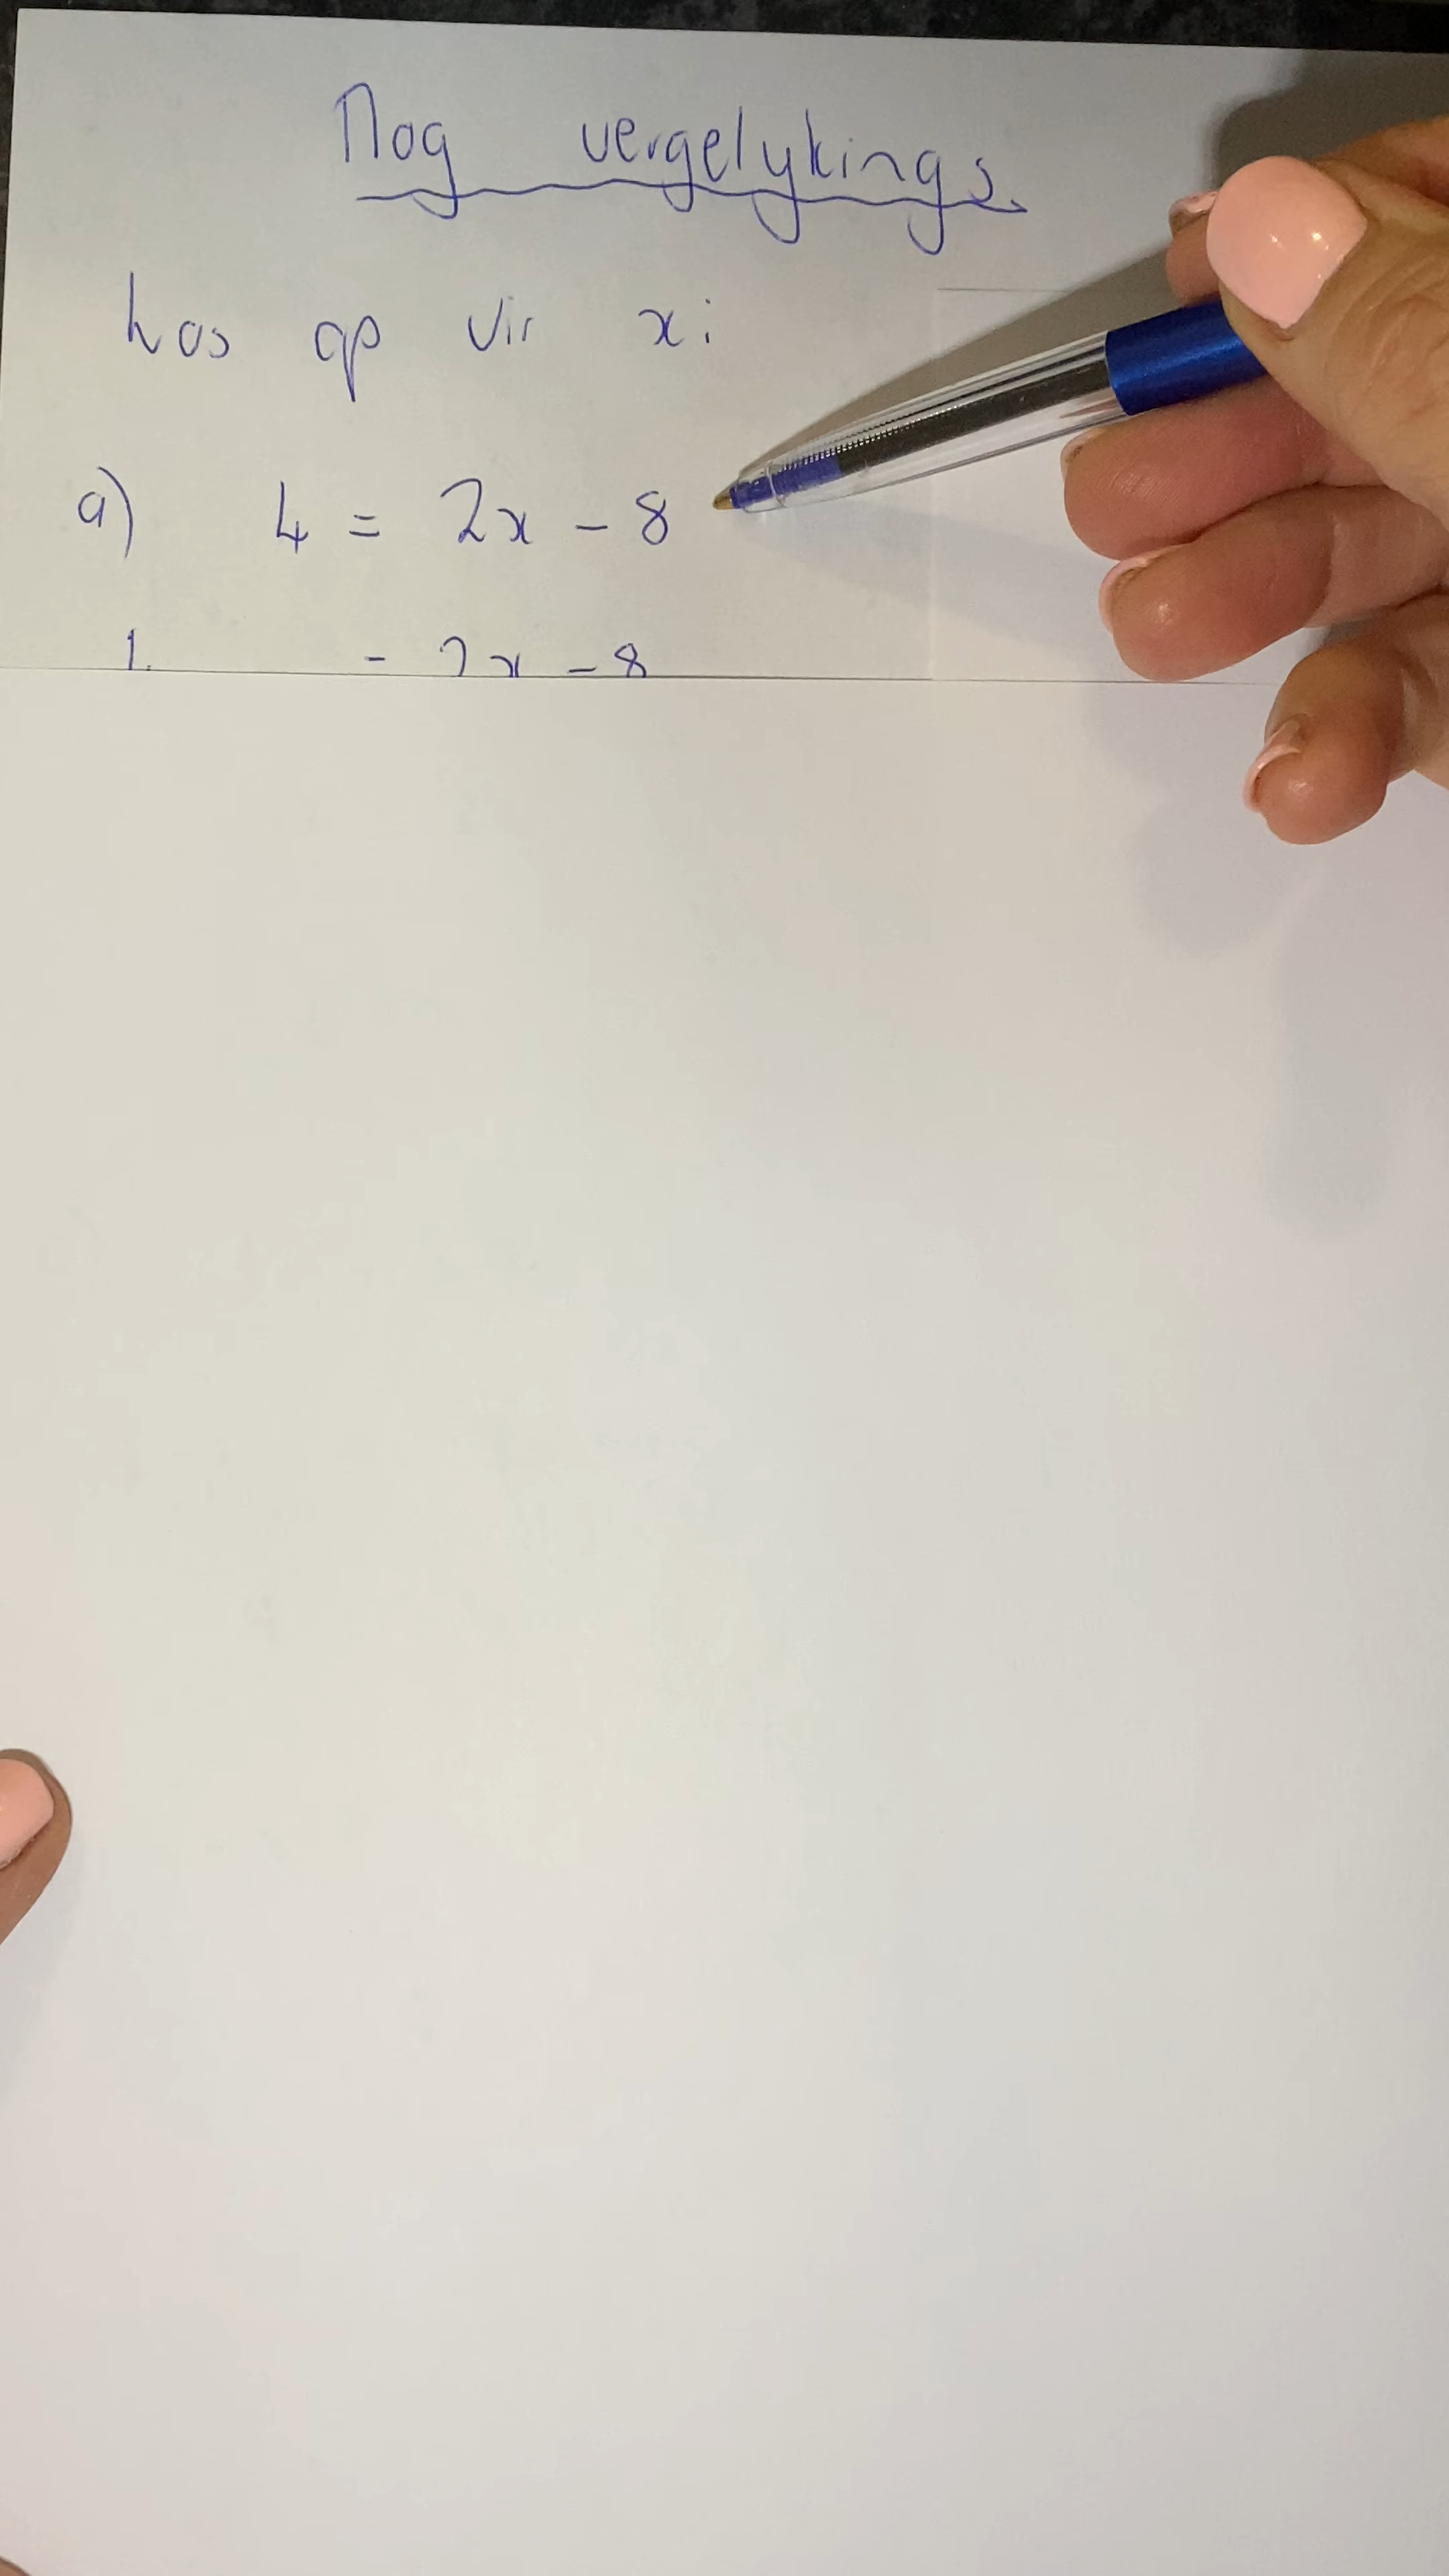 Nog vergelykings
Los op vir x:
a) 4 = 2x - 8